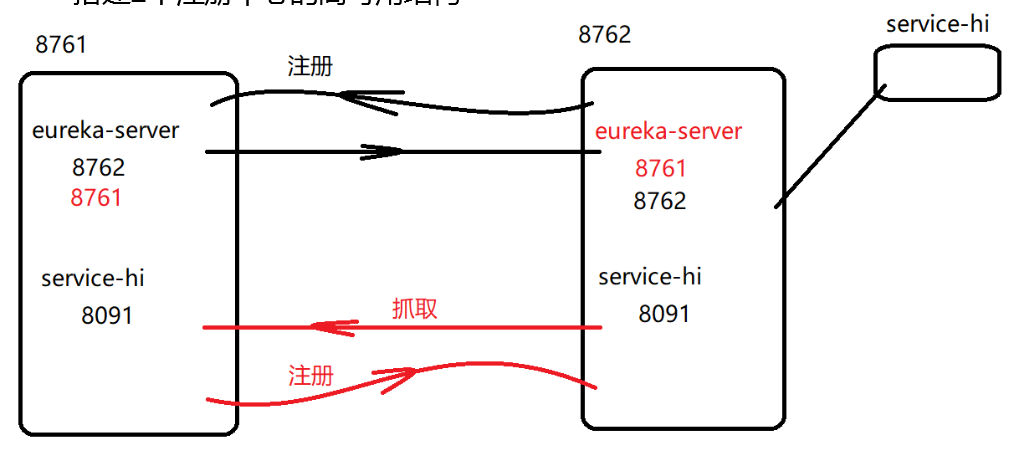 8761
eureka-server
8762
8761
service-hi
8091
注册
抓取
注册
8762
eureka-server
8761
8762
service-hi
8091
service-hi